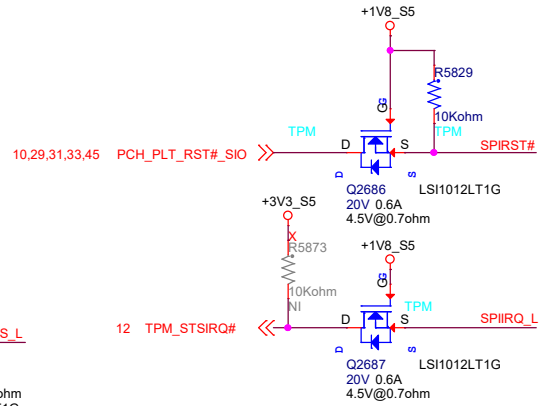 +1V8_S5
R5829
G
G
10Kohm
TPM
TPM
10,29,31,33,45 PCH_PLT_RST#_SIO
D
S
SPIRST#
D
S
Q2686
LSI1012LT1G
20V 0.6A
4.5V@0.7ohm
+3V3_S5
X
R5873
+1V8_S5
G
G
10Kohm
NI
TPM
12 TPM_STSIRQ#
D
S
SPIIRQ_L
S_L
D
S
Q2687
LSI1012LT1G
20V 0.6A
4.5V@0.7ohm
ohm